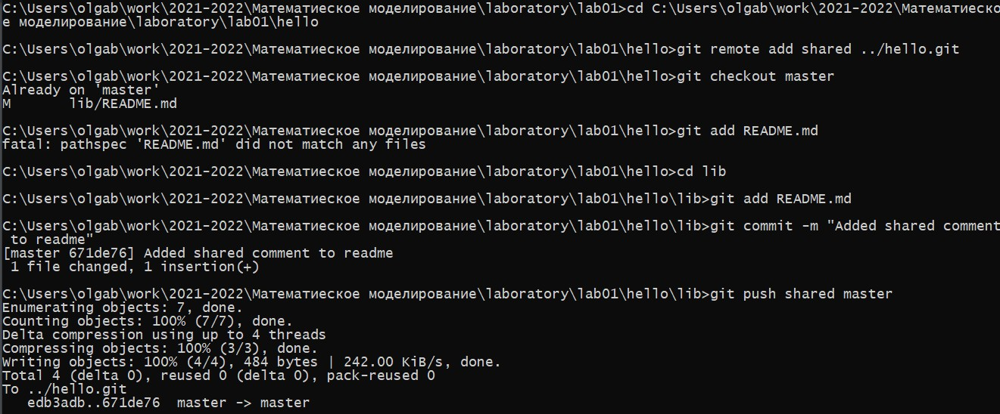 C:\Users\olgab\work\2021-2022\Математиеское моделирование\laboratory\lab01>cd C:\Users\olgab\work\2021-2022\Математиеско
е моделирование\laboratory\lab01\hello
C:\Users\olgab\work\2021-2022\Математиеское моделирование\laboratory\lab01\hello>git remote add shared ../hello.git
C:\Users\olgab\work\2021-2022\Математиеское моделирование\laboratory\lab01\hello>git checkout master
Already on 'master'
M       lib/README.md
C:\Users\olgab\work\2021-2022\Математиеское моделирование\laboratory\lab01\hello>git add README.md
fatal: pathspec 'README.md' did not match any files
C:\Users\olgab\work\2021-2022\Математиеское моделирование\laboratory\lab01\hello>cd lib
C:\Users\olgab\work\2021-2022\Математиеское моделирование\laboratory\lab01\hello\lib>git add README.md
C:\Users\olgab\work\2021-2022\Математиеское моделирование\laboratory\lab01\hello\lib>git commit -m "Added shared comment
 to readme"
[master 671de76] Added shared comment to readme
 1 file changed, 1 insertion(+)
C:\Users\olgab\work\2021-2022\Математиеское моделирование\laboratory\lab01\hello\lib>git push shared master
Enumerating objects: 7, done.
Counting objects: 100% (7/7), done.
Delta compression using up to 4 threads
Compressing objects: 100% (3/3), done.
Writing objects: 100% (4/4), 484 bytes | 242.00 KiB/s, done.
Total 4 (delta 0), reused 0 (delta 0), pack-reused 0
To ../hello.git
   edb3adb..671de76  master -> master